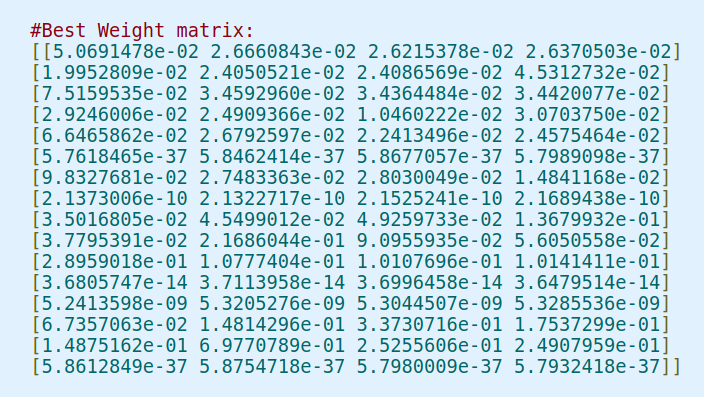 #Best Weight matrix:
[[5.0691478e-02 2.6660843e-02 2.6215378e-02 2.6370503e-02]
[1.9952809e-02 2.4050521e-02 2.4086569e-02 4.5312732e-02]
[7.5159535e-02 3.4592960e-02 3.4364484e-02 3.4420077e-02]
[2.9246006e-02 2.4909366e-02 1.0460222e-02 3.0703750e-02]
[6.6465862e-02 2.6792597e-02 2.2413496e-02 2.4575464e-02]
[5.7618465e-37 5.8462414e-37 5.8677057e-37 5.7989098e-37]
[9.8327681e-02 2.7483363e-02 2.8030049e-02 1.4841168e-02]
[2.1373006e-10 2.1322717e-10 2.1525241e-10 2.1689438e-10]
[3.5016805e-02 4.5499012e-02 4.9259733e-02 1.3679932e-01]
[3.7795391e-02 2.1686044e-01 9.0955935e-02 5.6050558e-02]
[2.8959018e-01 1.0777404e-01 1.0107696e-01 1.0141411e-01]
[3.6805747e-14 3.7113958e-14 3.6996458e-14 3.6479514e-14]
[5.2413598e-09 5.3205276e-09 5.3044507e-09 5.3285536e-09]
[6.7357063e-02 1.4814296e-01 3.3730716e-01 1.7537299e-01]
[1.4875162e-01 6.9770789e-01 2.5255606e-01 2.4907959e-01]
[5.8612849e-37 5.8754718e-37 5.7980009e-37 5.7932418e-37]]